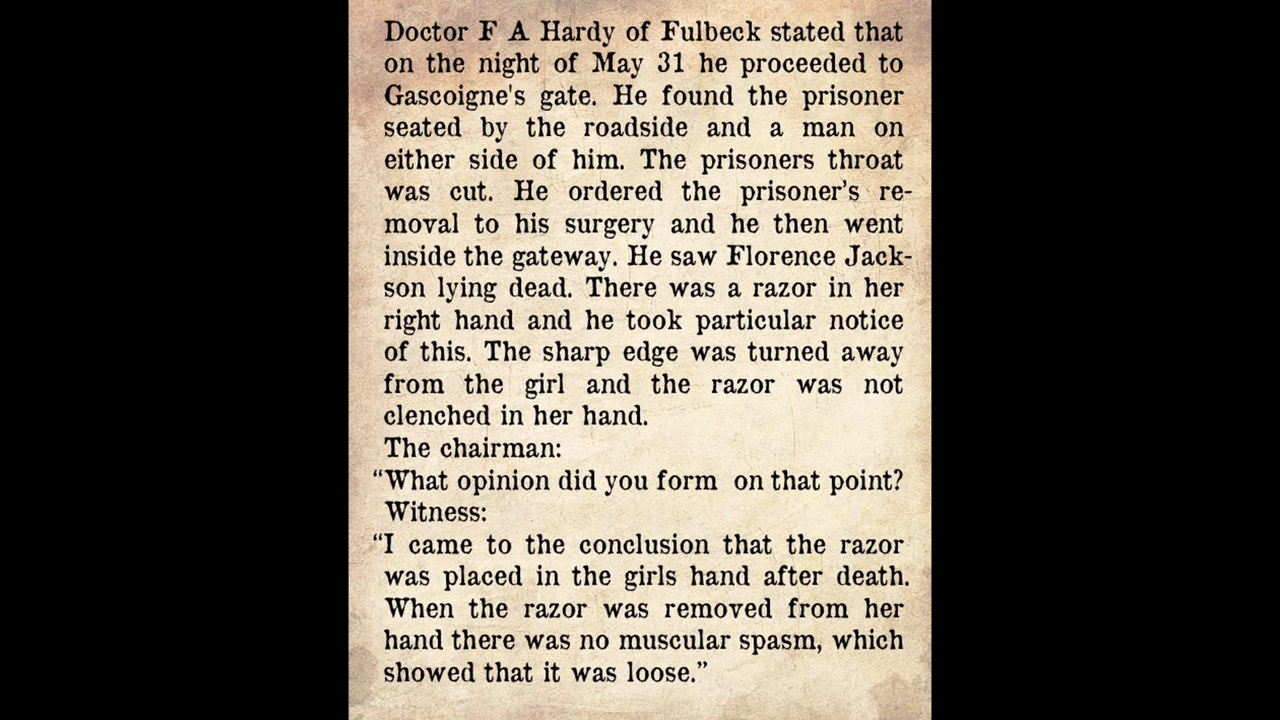 Doctor F A Hardy of Fulbeck stated that
on the night of May 31 he proceeded to
Gascoigne's gate. He found the prisoner
seated by the roadside and a man on
either side of him. The prisoners throat
was cut. He ordered the prisoner’s re-
moval to his surgery and he then went
inside the gateway. He saw Florence Jack-
son lying dead. There was a razor in her
right hand and he took particular notice
of this. The sharp edge was turned away
from the girl and the razor was not
clenched in her hand.
The chairman:
“What opinion did you form on that point?
Witness:
“I came to the conclusion that the razor
was placed in the girls hand after death.
When the razor was removed from her
hand there was no muscular spasm, which
showed that it was loose.”